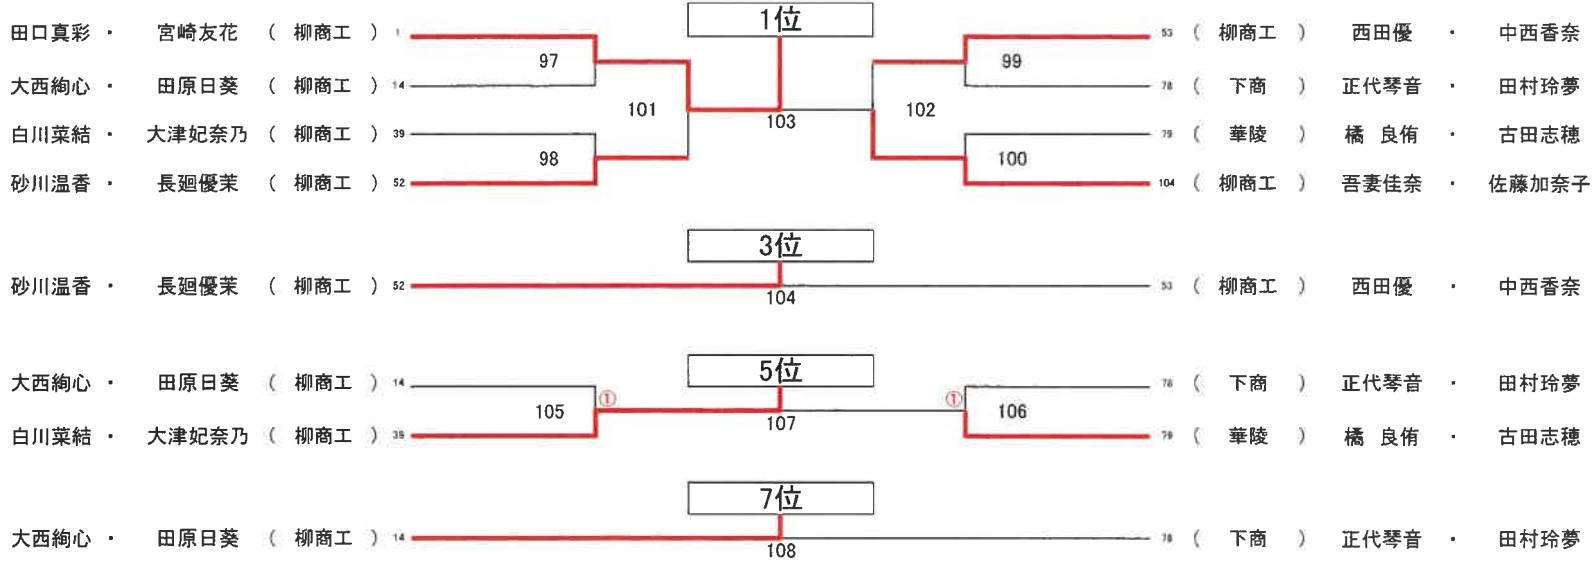 1位
田口真彩 ・ 宮崎友花 ( 柳商工 ) 1 53 ( 柳商工 ) 西田優 ・ 中西香奈
97 99
大西絢心 ・ 田原日葵 ( 柳商工 ) 14 78 ( 下商 ) 正代琴音 ・ 田村玲夢
101 103 102
白川菜結 ・ 大津妃奈乃 ( 柳商工 ) 39 79 ( 華陵 ) 橘 良侑 ・ 古田志穂
98 100
砂川温香 ・ 長廻優茉 ( 柳商工 ) 52 104 ( 柳商工 ) 吾妻佳奈 ・ 佐藤加奈子
3位
砂川温香 ・ 長廻優茉 ( 柳商工 ) 52 53 ( 柳商工 ) 西田優 ・ 中西香奈
104
5位
大西絢心 ・ 田原日葵 ( 柳商工 ) 14 78 ( 下商 ) 正代琴音 ・ 田村玲夢
105 ① 107 ① 106
白川菜結 ・ 大津妃奈乃 ( 柳商工 ) 39 79 ( 華陵 ) 橘 良侑 ・ 古田志穂
7位
大西絢心 ・ 田原日葵 ( 柳商工 ) 14 78 ( 下商 ) 正代琴音 ・ 田村玲夢
108